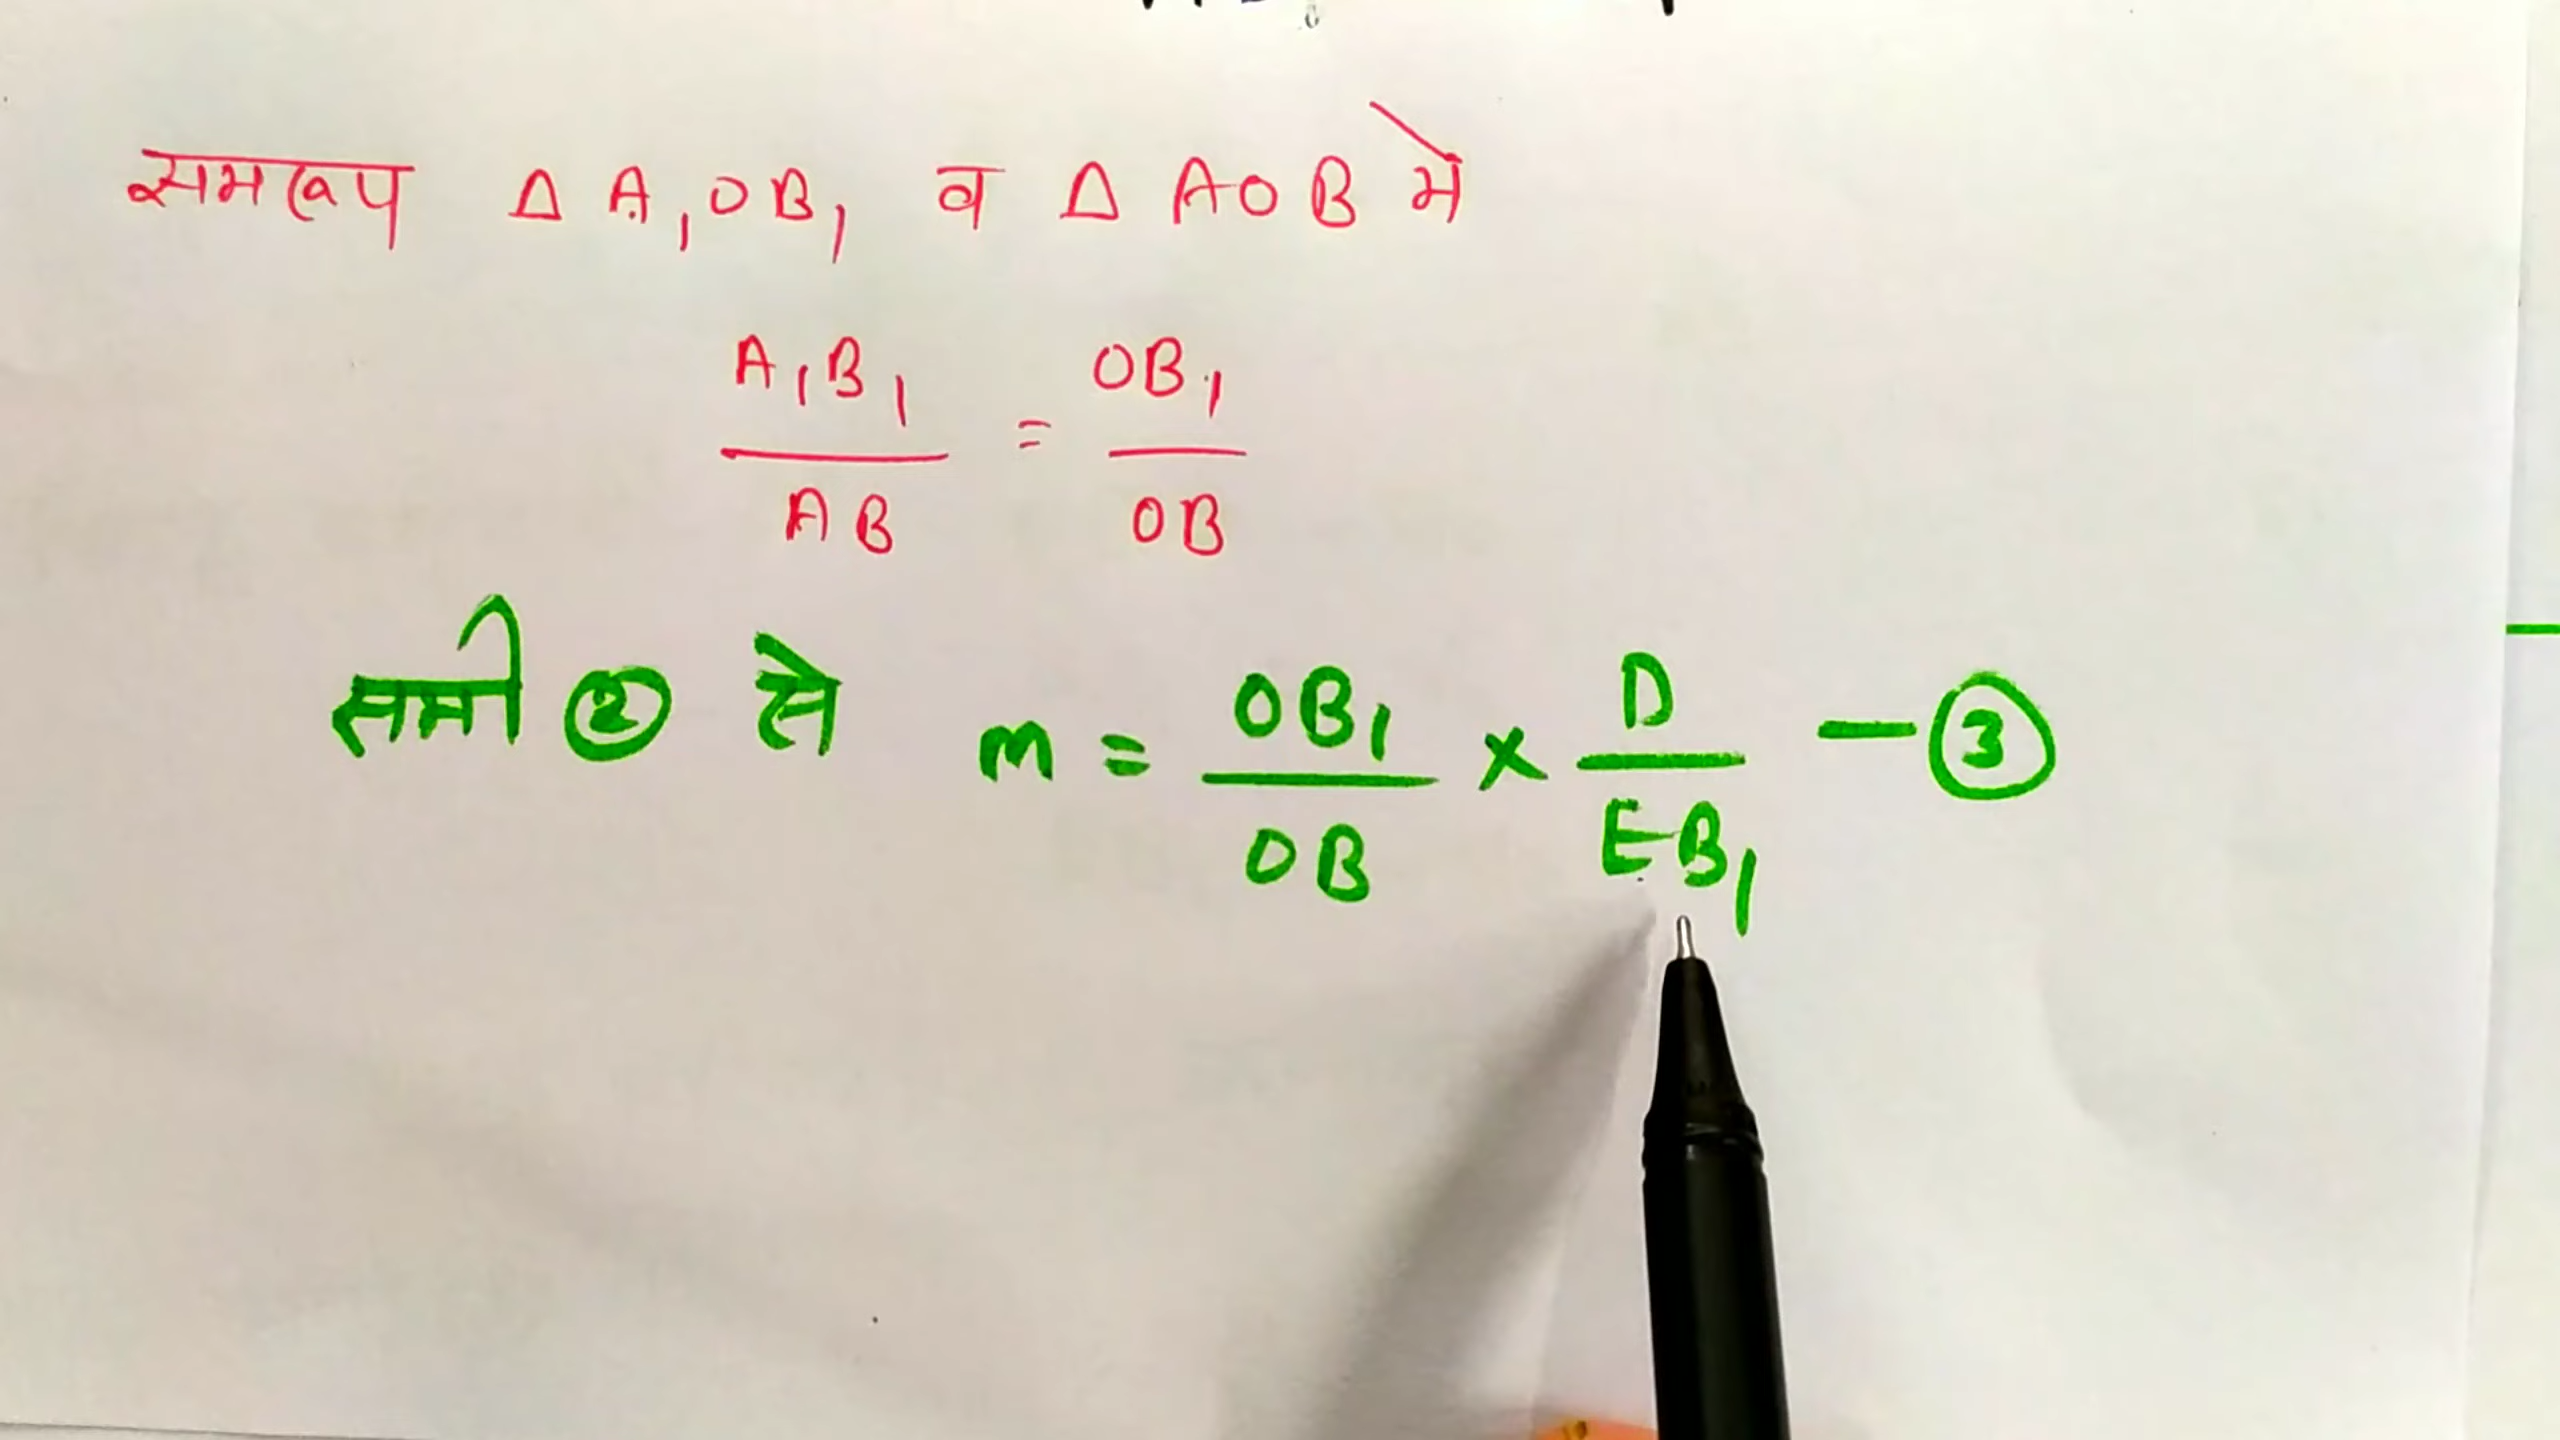 समरूप Δ A₁OB₁ व Δ AOB में
A₁B₁/AB = OB₁/OB
समी ② से m = OB₁/OB × D/EB₁ — ③